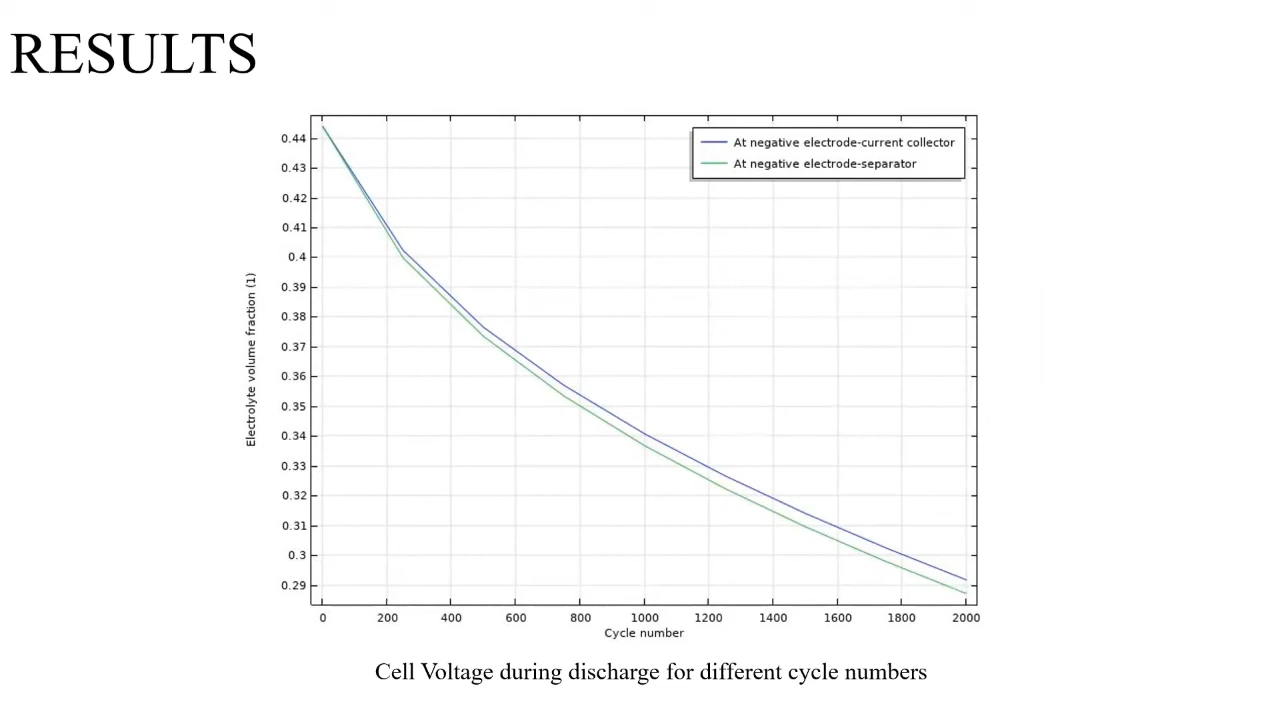 RESULTS
At negative electrode-current collector
At negative electrode-separator
Electrolyte volume fraction (1)
0.44
0.43
0.42
0.41
0.4
0.39
0.38
0.37
0.36
0.35
0.34
0.33
0.32
0.31
0.3
0.29
0 200 400 600 800 1000 1200 1400 1600 1800 2000
Cycle number
Cell Voltage during discharge for different cycle numbers